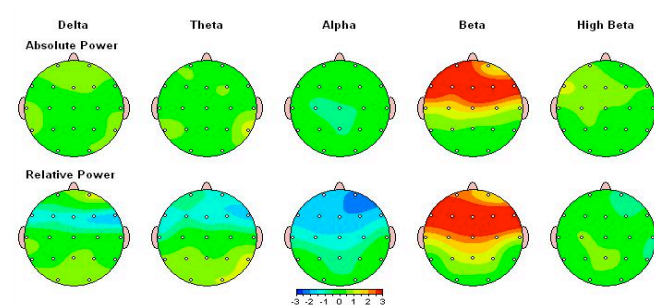 Delta Theta Alpha Beta High Beta
Absolute Power
Relative Power
-3 -2 -1 0 1 2 3